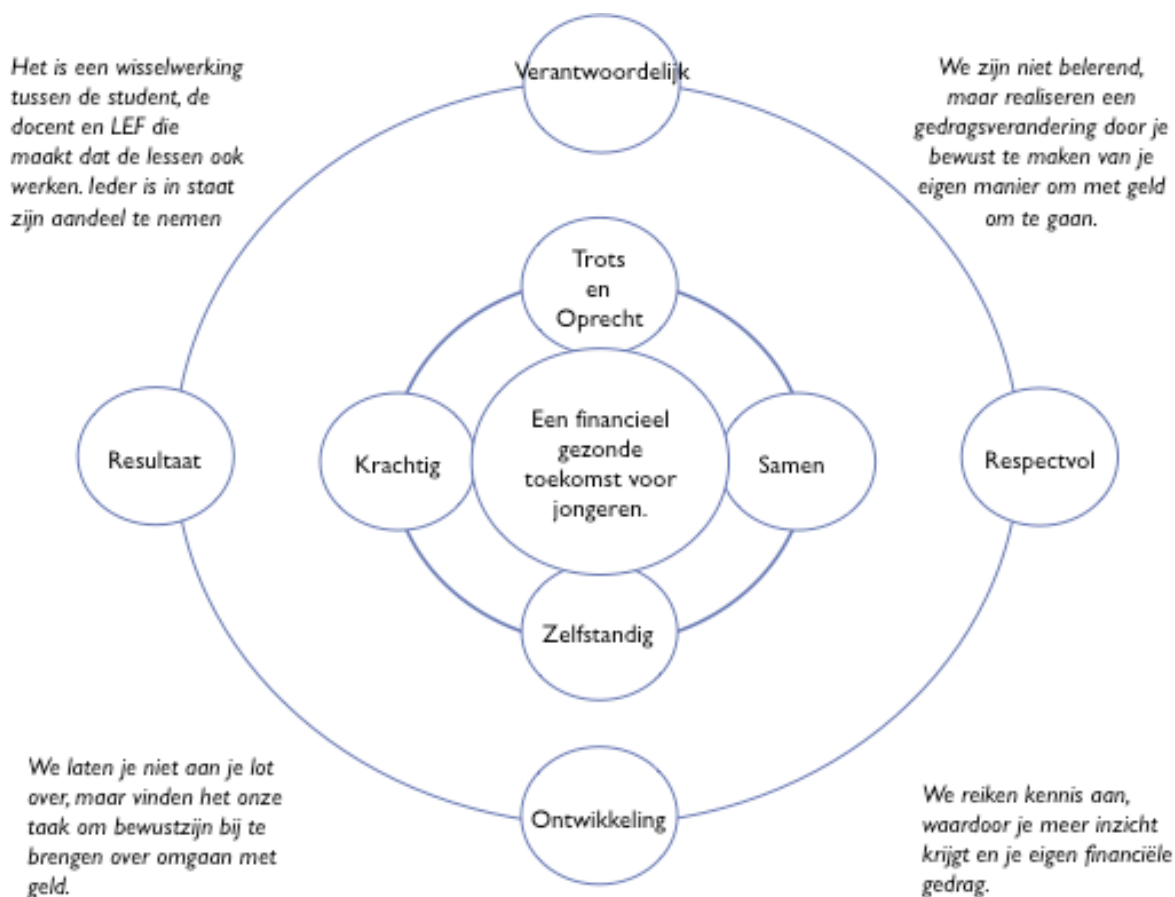 Verantwoordelijk
Het is een wisselwerking
tussen de student, de
docent en LEF die
maakt dat de lessen ook
werken. Ieder is in staat
zijn aandeel te nemen
We zijn niet belerend,
maar realiseren een
gedragsverandering door je
bewust te maken van je
eigen manier om met geld
om te gaan.
Trots
en
Oprecht
Resultaat
Krachtig
Een financieel
gezonde
toekomst voor
jongeren.
Samen
Respectvol
Zelfstandig
Ontwikkeling
We laten je niet aan je lot
over, maar vinden het onze
taak om bewustzijn bij te
brengen over omgaan met
geld.
We reiken kennis aan,
waardoor je meer inzicht
krijgt en je eigen financiële
gedrag.